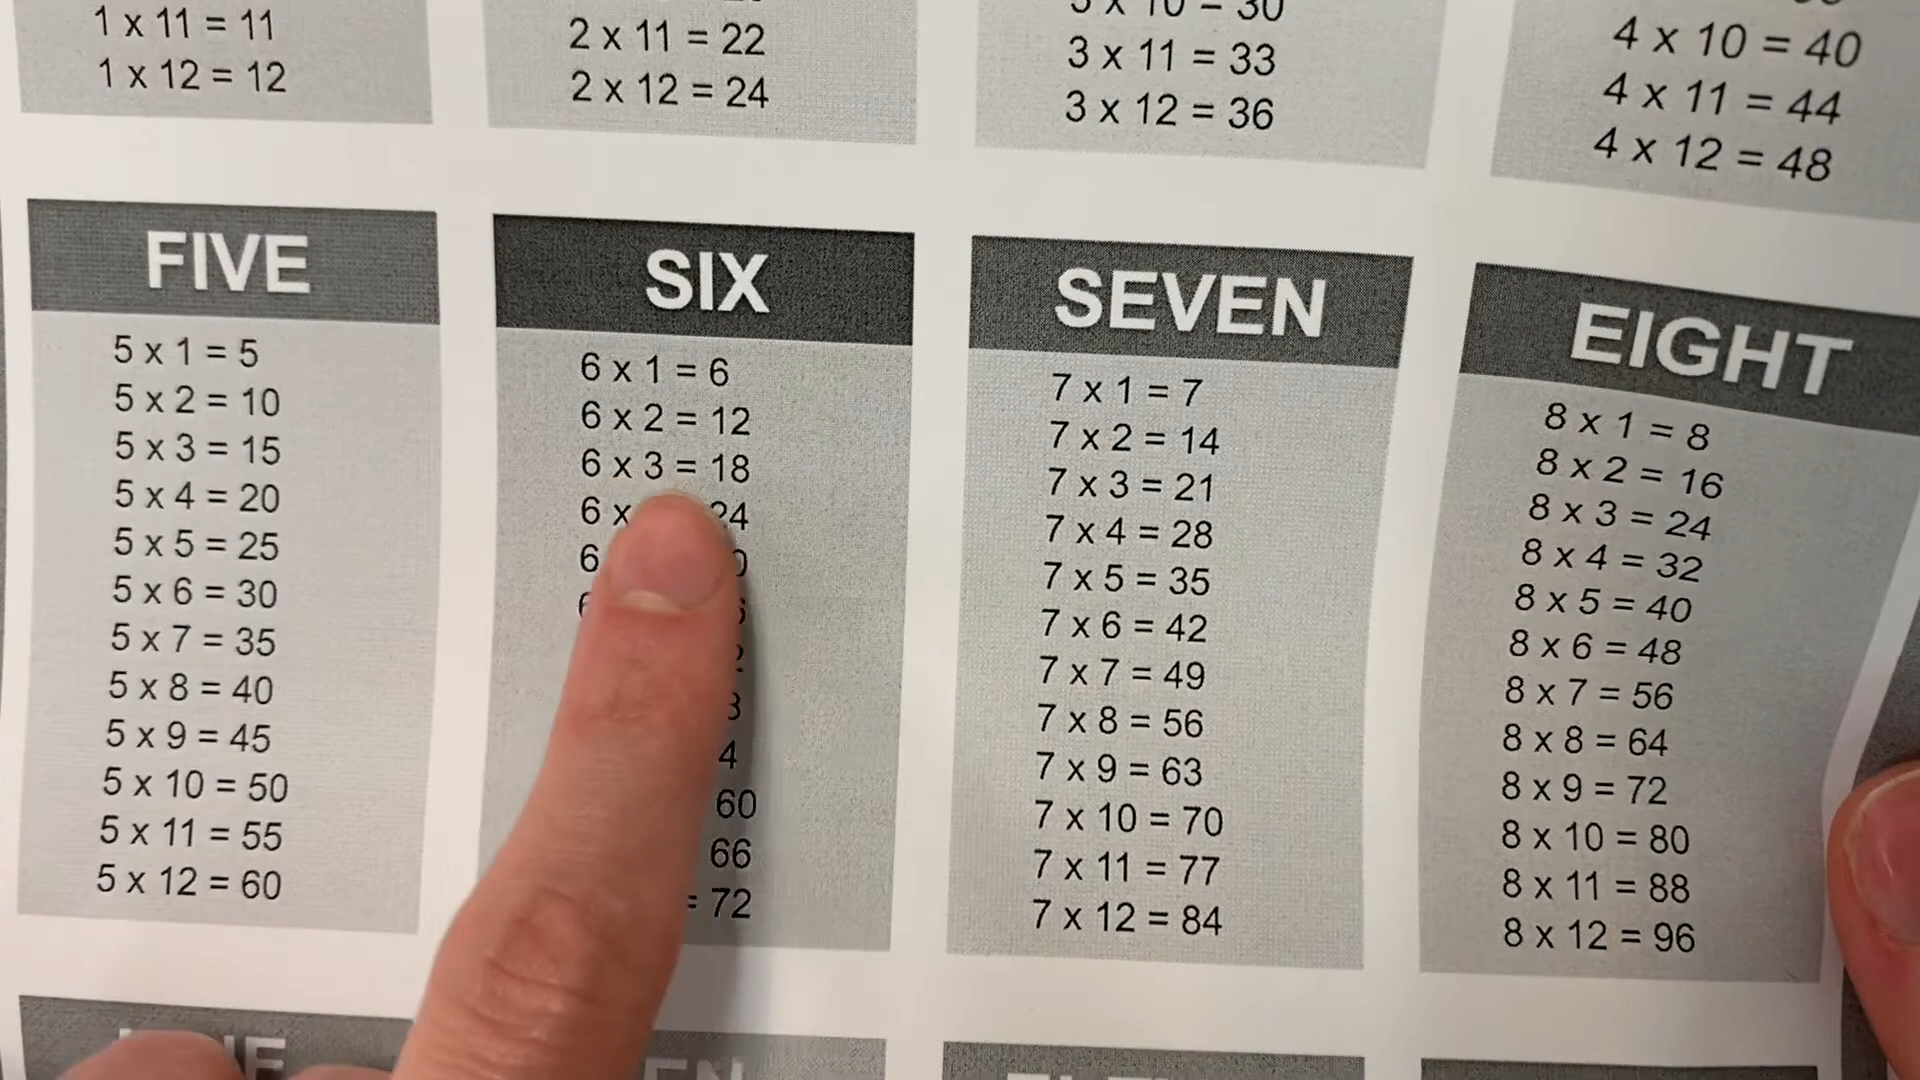 1 x 11 = 11
1 x 12 = 12
2 x 11 = 22
2 x 12 = 24
3 x 10 = 30
3 x 11 = 33
3 x 12 = 36
4 x 10 = 40
4 x 11 = 44
4 x 12 = 48
FIVE
5 x 1 = 5
5 x 2 = 10
5 x 3 = 15
5 x 4 = 20
5 x 5 = 25
5 x 6 = 30
5 x 7 = 35
5 x 8 = 40
5 x 9 = 45
5 x 10 = 50
5 x 11 = 55
5 x 12 = 60
SIX
6 x 1 = 6
6 x 2 = 12
6 x 3 = 18
6 x 24
6
60
66
= 72
SEVEN
7 x 1 = 7
7 x 2 = 14
7 x 3 = 21
7 x 4 = 28
7 x 5 = 35
7 x 6 = 42
7 x 7 = 49
7 x 8 = 56
7 x 9 = 63
7 x 10 = 70
7 x 11 = 77
7 x 12 = 84
EIGHT
8 x 1 = 8
8 x 2 = 16
8 x 3 = 24
8 x 4 = 32
8 x 5 = 40
8 x 6 = 48
8 x 7 = 56
8 x 8 = 64
8 x 9 = 72
8 x 10 = 80
8 x 11 = 88
8 x 12 = 96